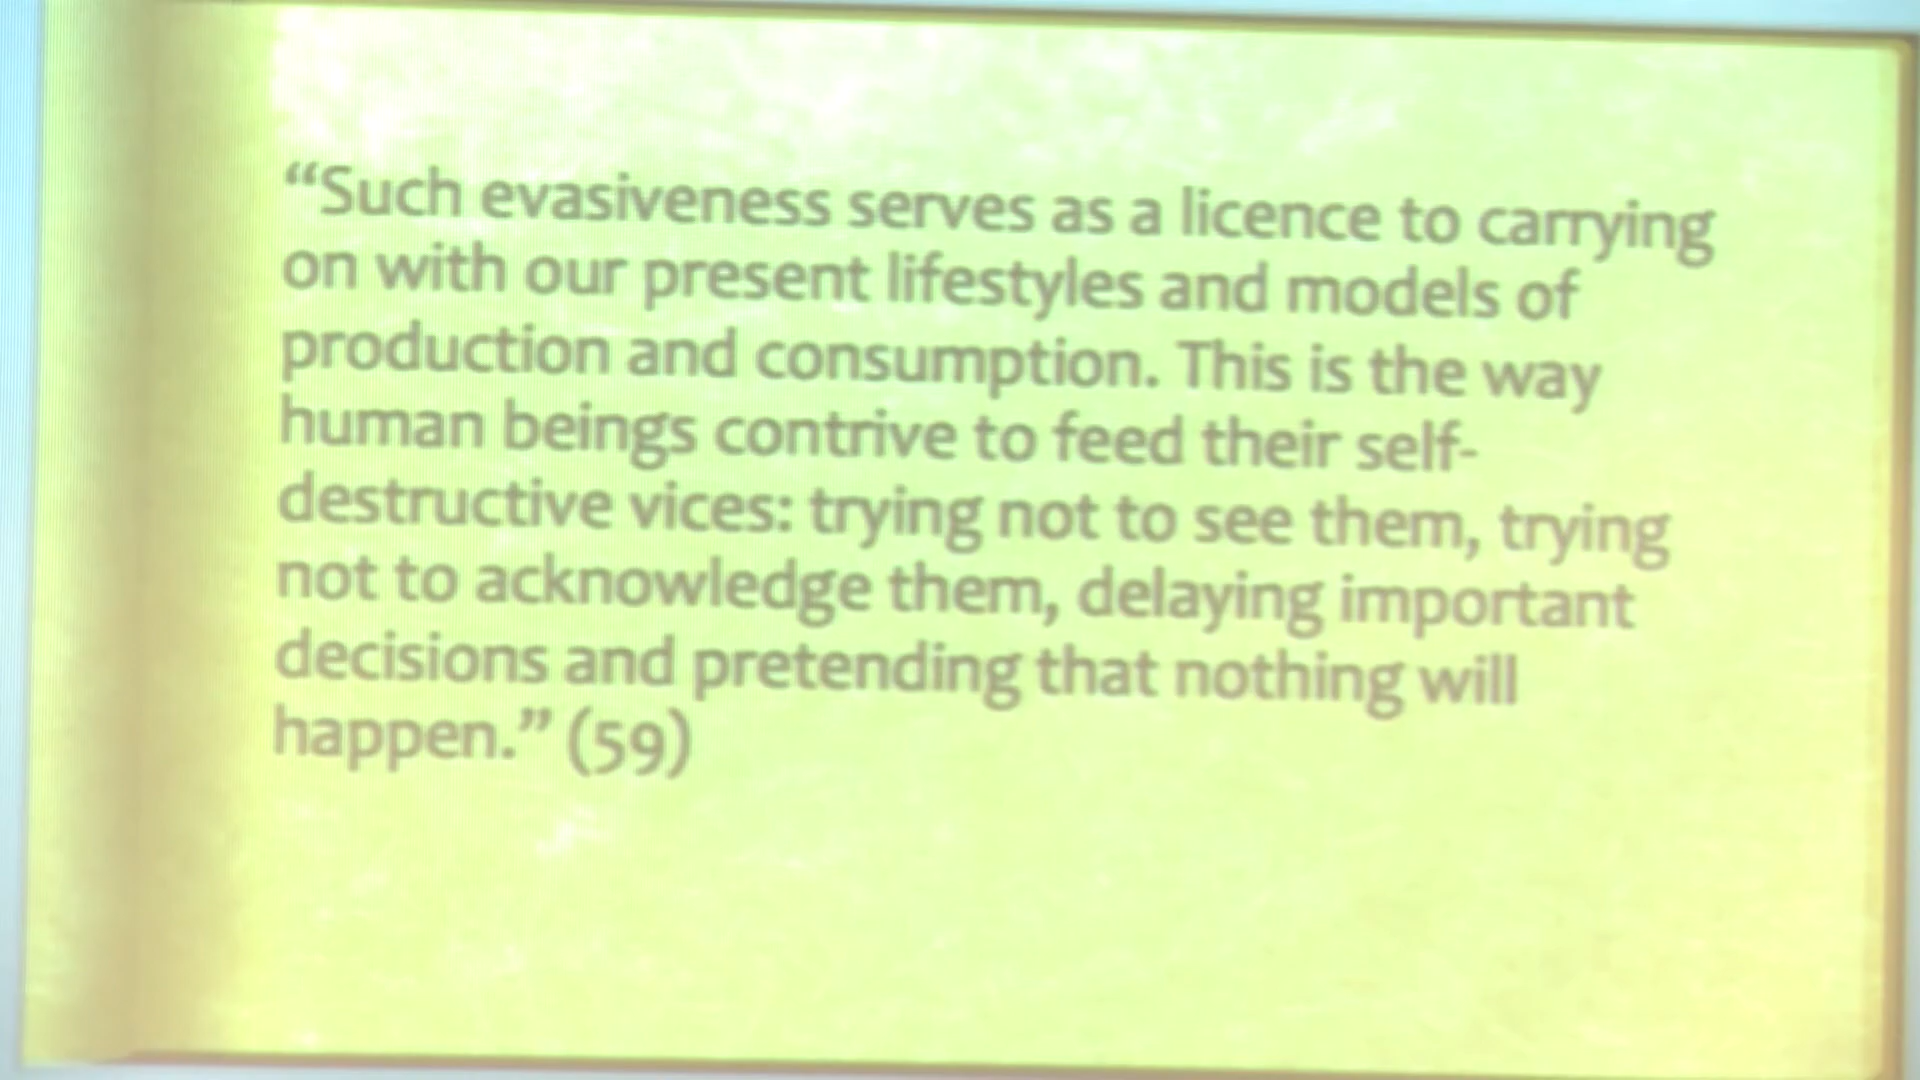 “Such evasiveness serves as a licence to carrying
on with our present lifestyles and models of
production and consumption. This is the way
human beings contrive to feed their self-
destructive vices: trying not to see them, trying
not to acknowledge them, delaying important
decisions and pretending that nothing will
happen.” (59)